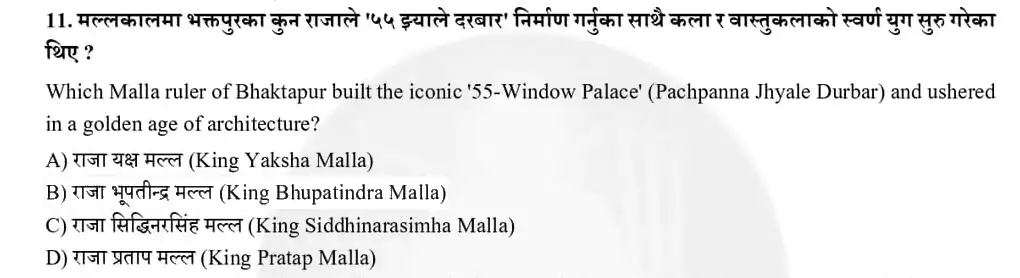 11. मल्लकालमा भक्तपुरका कुन राजाले '५५ झ्याले दरबार' निर्माण गर्नुका साथै कला र वास्तुकलाको स्वर्ण युग सुरु गरेका
थिए ?
Which Malla ruler of Bhaktapur built the iconic '55-Window Palace' (Pachpanna Jhyale Durbar) and ushered
in a golden age of architecture?
A) राजा यक्ष मल्ल (King Yaksha Malla)
B) राजा भूपतीन्द्र मल्ल (King Bhupatindra Malla)
C) राजा सिद्धिनरसिंह मल्ल (King Siddhinarasimha Malla)
D) राजा प्रताप मल्ल (King Pratap Malla)